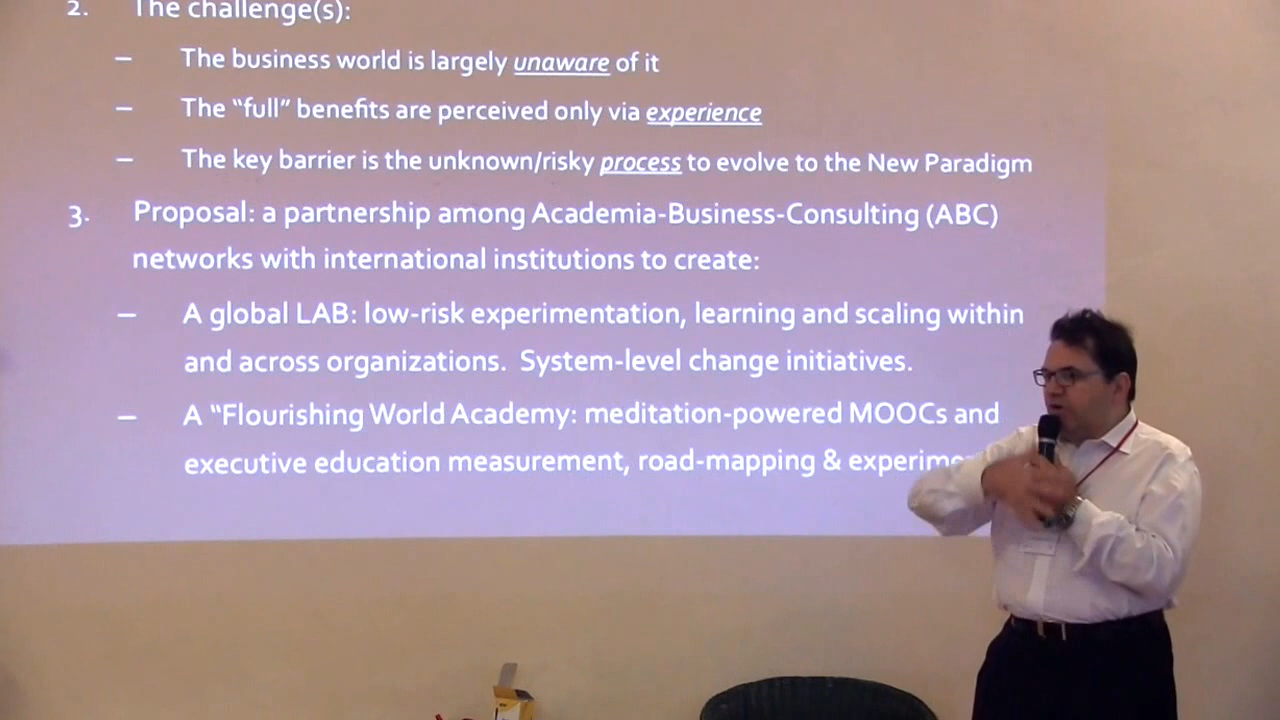 2. The challenge(s):
– The business world is largely unaware of it
– The “full” benefits are perceived only via experience
– The key barrier is the unknown/risky process to evolve to the New Paradigm
3. Proposal: a partnership among Academia-Business-Consulting (ABC)
networks with international institutions to create:
– A global LAB: low-risk experimentation, learning and scaling within
and across organizations. System-level change initiatives.
– A “Flourishing World Academy: meditation-powered MOOCs and
executive education measurement, road-mapping &